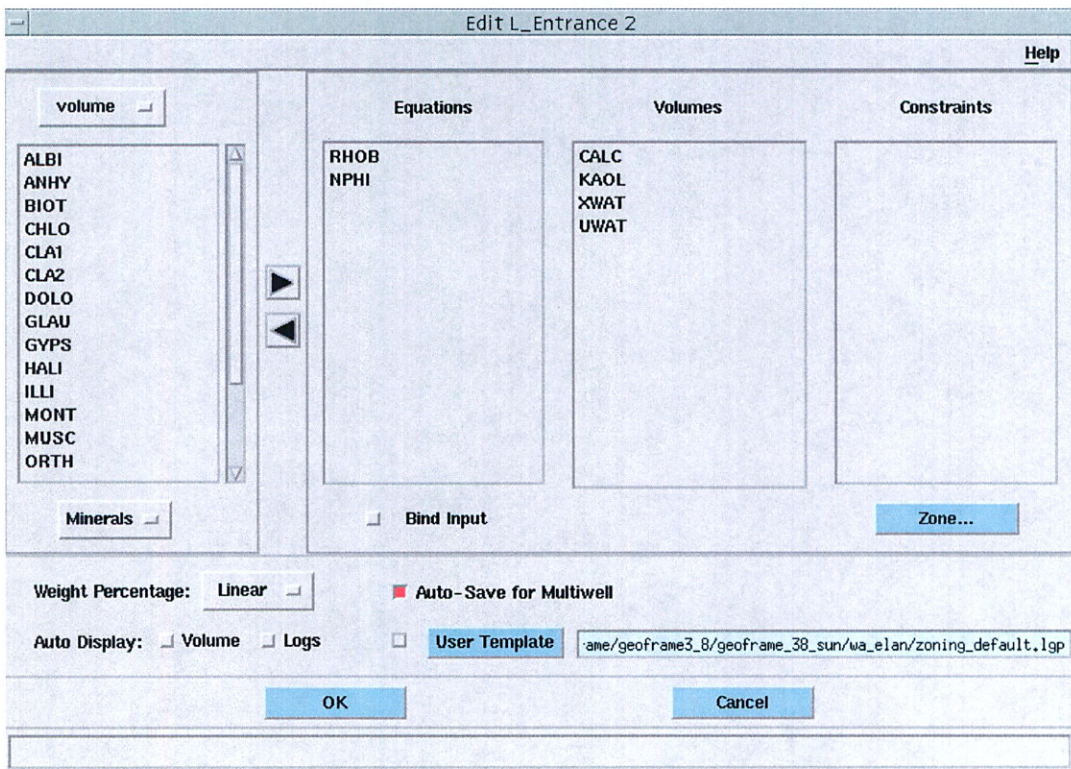 Edit L_Entrance 2
Help
volume
Equations
Volumes
Constraints
ALBI
ANHY
BIOT
CHLO
CLA1
CLA2
DOLO
GLAU
GYPS
HALI
ILLI
MONT
MUSC
ORTH
RHOB
NPHI
CALC
KAOL
XWAT
UWAT
Minerals
Bind Input
Zone...
Weight Percentage: Linear
Auto-Save for Multiwell
Auto Display: Volume Logs
User Template
ame/geoframe3_8/geoframe_38_sun/wa_elan/zoning_default.lgp
OK
Cancel